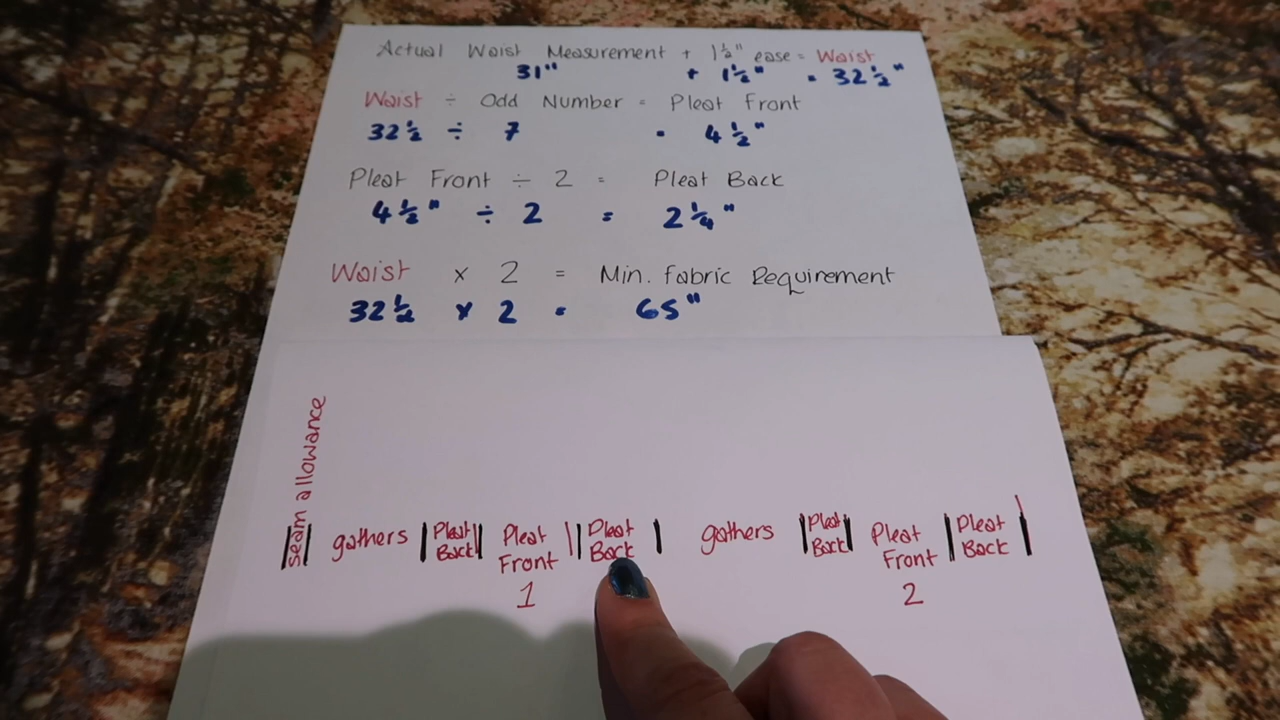 Actual Waist Measurement + 1½" ease = Waist
31" + 1½" = 32½"
Waist ÷ Odd Number = Pleat Front
32½ ÷ 7 = 4½"
Pleat Front ÷ 2 = Pleat Back
4½" ÷ 2 = 2¼"
Waist × 2 = Min. fabric Requirement
32½ × 2 = 65"
seam allowance
gathers
Pleat
Back
Pleat
Front
1
Pleat
Back
gathers
Pleat
Back
Pleat
Front
2
Pleat
Back